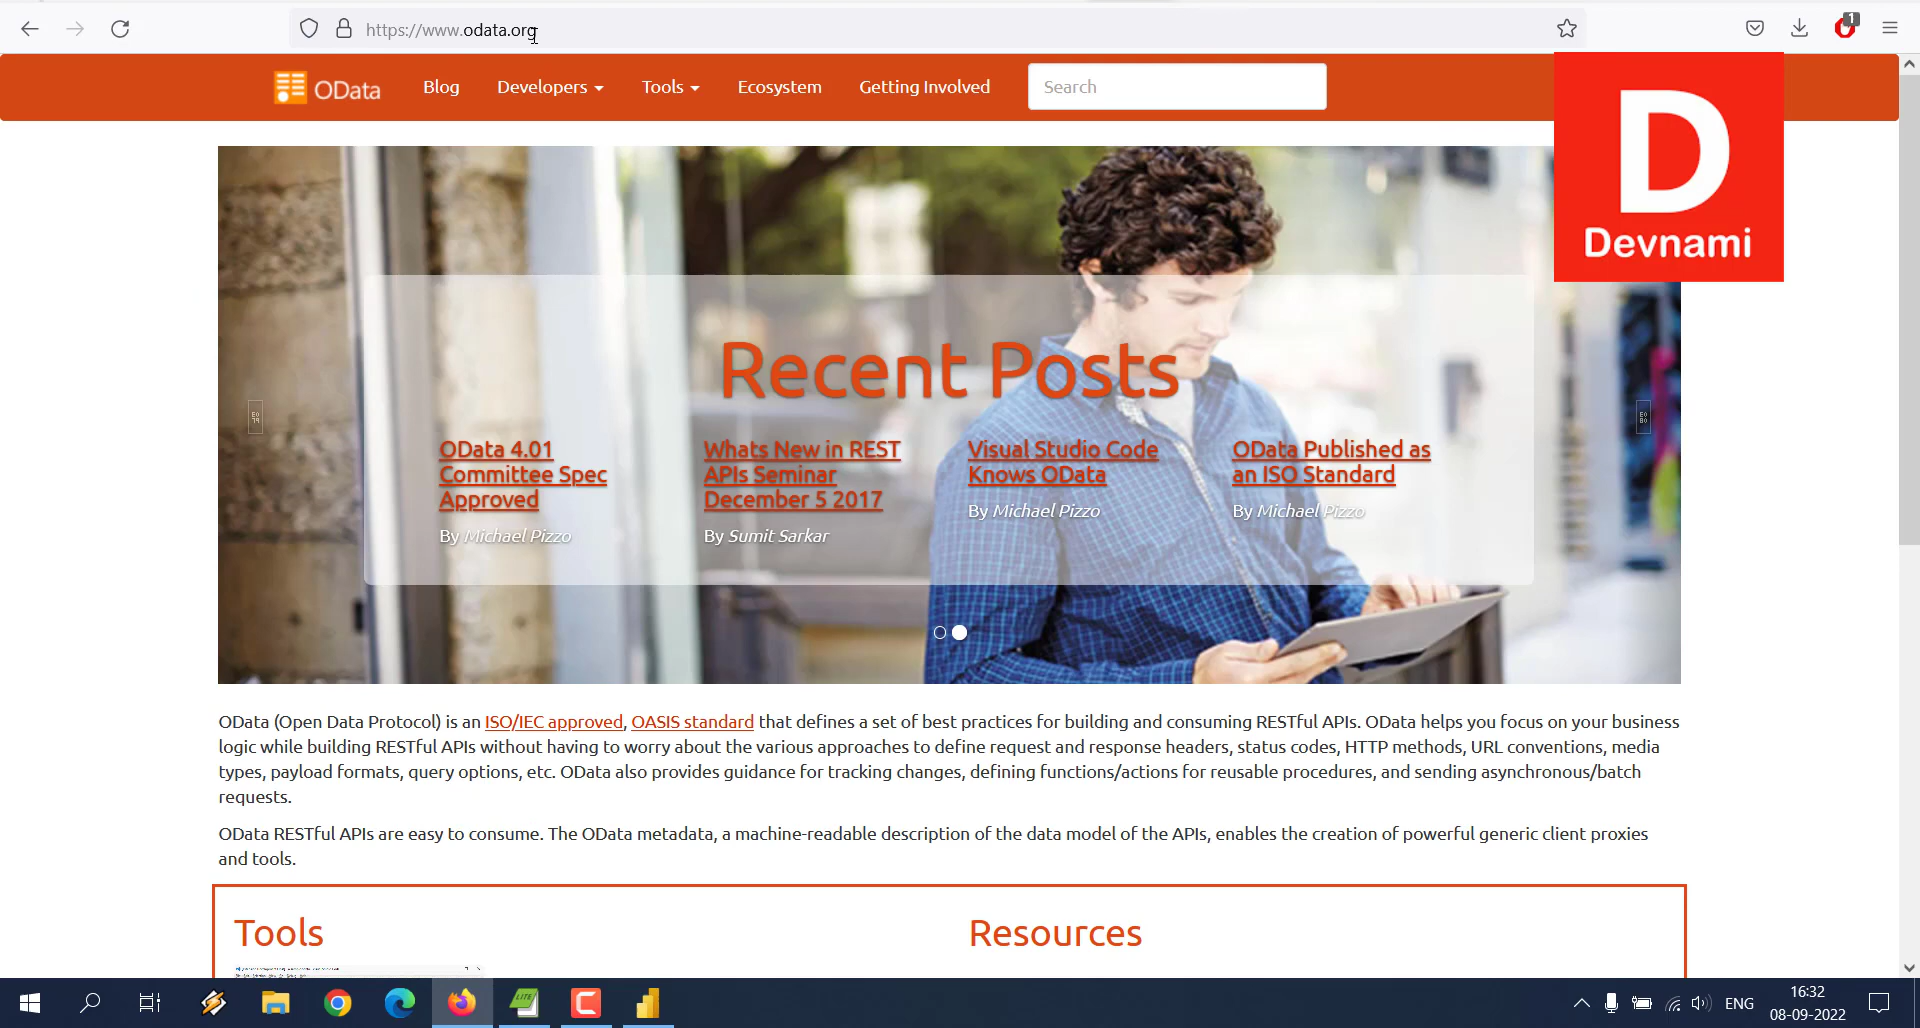 https://www.odata.org
1
OData
Blog
Developers
Tools
Ecosystem
Getting Involved
Search
D
Devnami
Recent Posts
OData 4.01
Committee Spec
Approved
By Michael Pizzo
Whats New in REST
APIs Seminar
December 5 2017
By Sumit Sarkar
Visual Studio Code
Knows OData
By Michael Pizzo
OData Published as
an ISO Standard
By Michael Pizzo
OData (Open Data Protocol) is an ISO/IEC approved, OASIS standard that defines a set of best practices for building and consuming RESTful APIs. OData helps you focus on your business
logic while building RESTful APIs without having to worry about the various approaches to define request and response headers, status codes, HTTP methods, URL conventions, media
types, payload formats, query options, etc. OData also provides guidance for tracking changes, defining functions/actions for reusable procedures, and sending asynchronous/batch
requests.
OData RESTful APIs are easy to consume. The OData metadata, a machine-readable description of the data model of the APIs, enables the creation of powerful generic client proxies
and tools.
Tools
Resources
LITE
C
ENG
16:32
08-09-2022